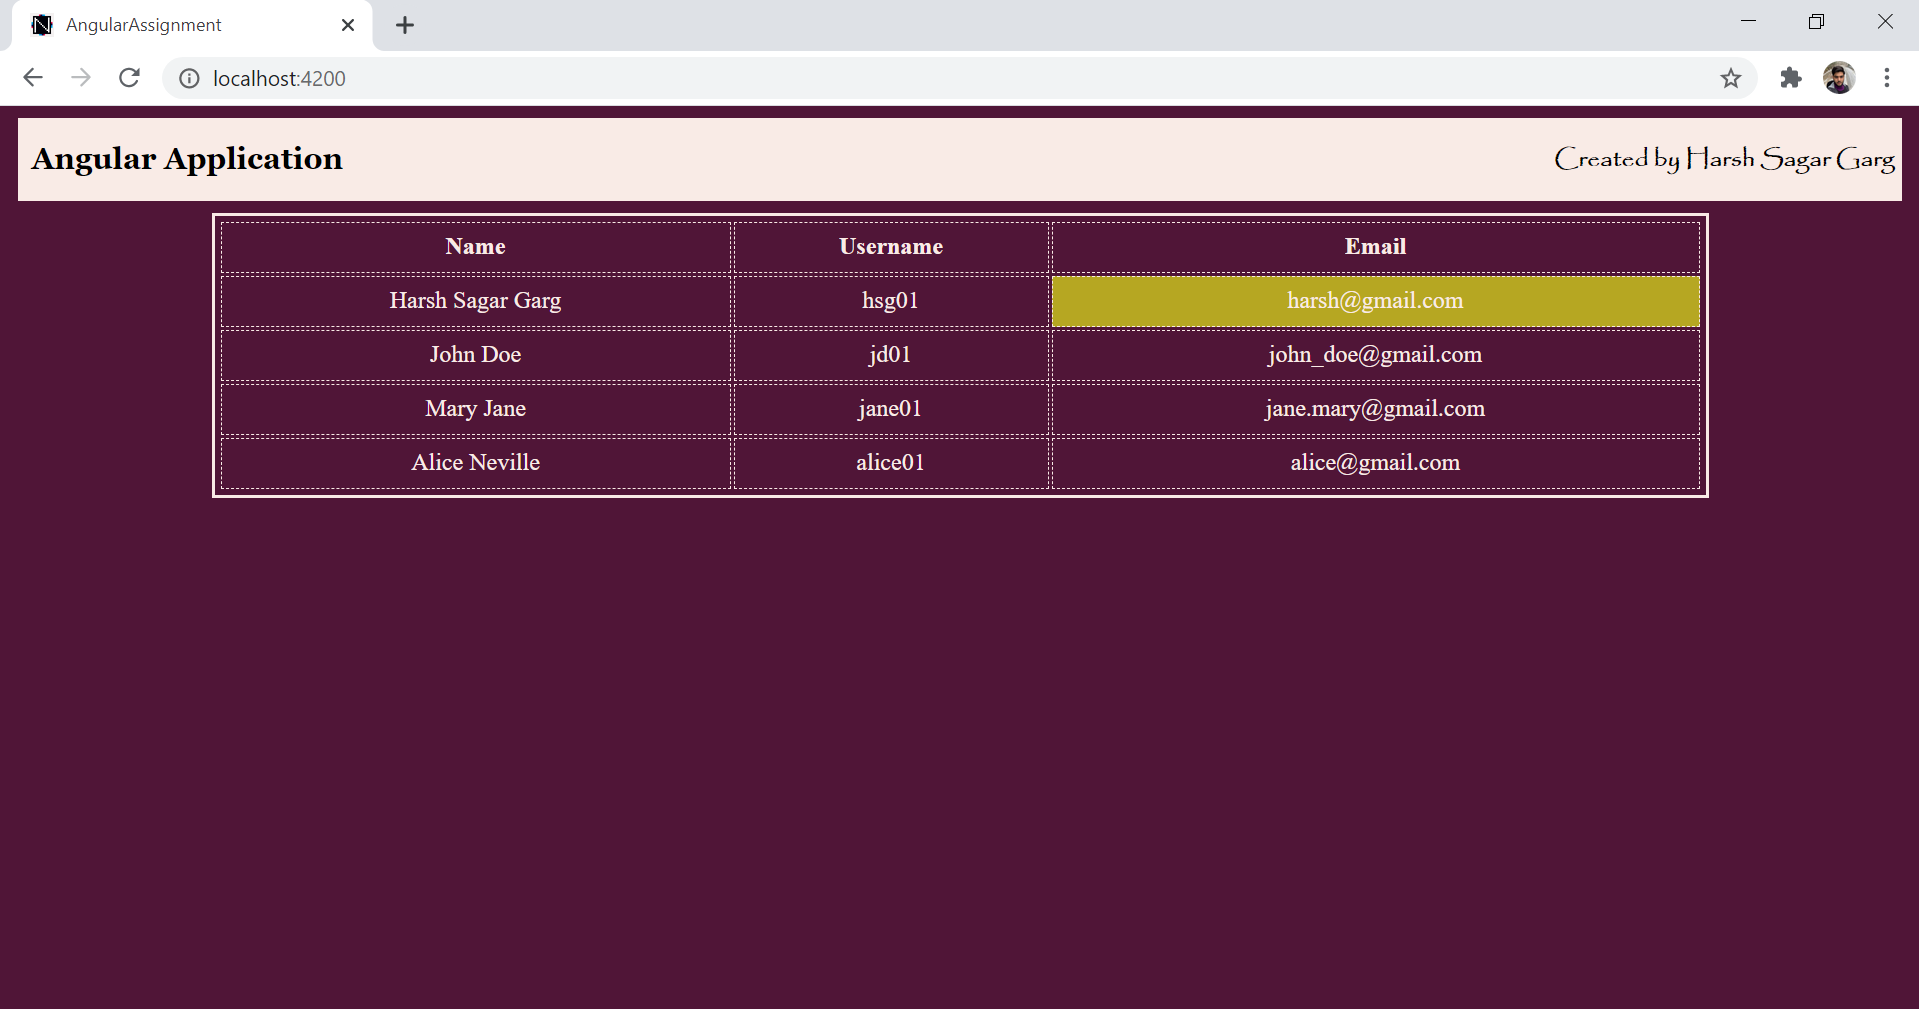 AngularAssignment
localhost:4200
Angular Application Created by Harsh Sagar Garg
Name Username Email
Harsh Sagar Garg hsg01 harsh@gmail.com
John Doe jd01 john_doe@gmail.com
Mary Jane jane01 jane.mary@gmail.com
Alice Neville alice01 alice@gmail.com